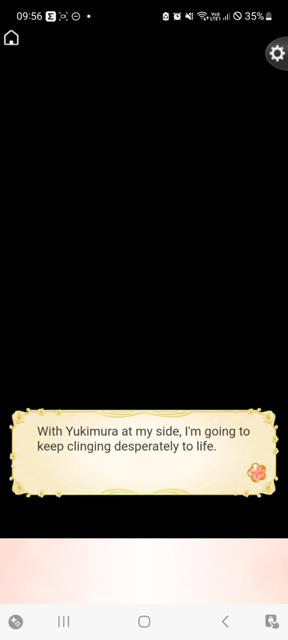 09:56
35%
With Yukimura at my side, I'm going to
keep clinging desperately to life.